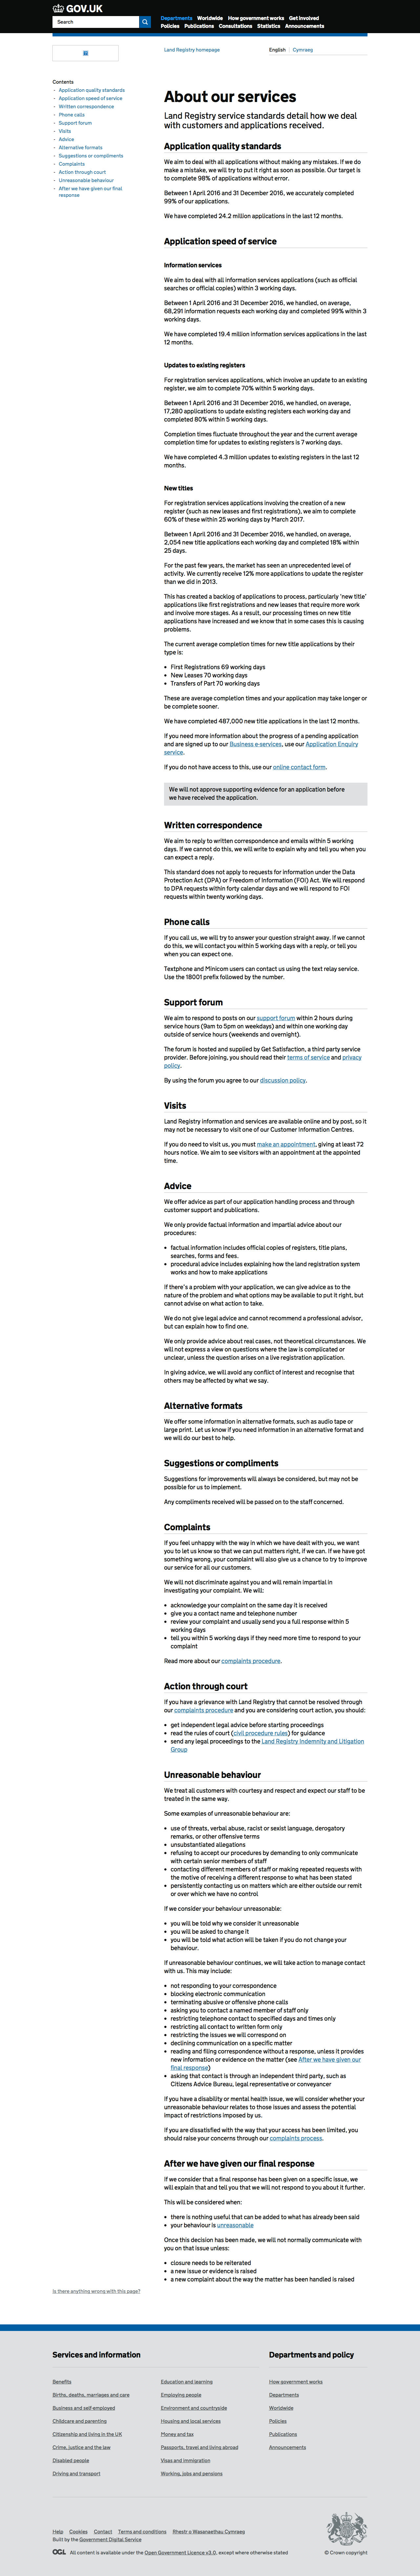 GOV.UK
Search
Departments Worldwide How government works Get involved
Policies Publications Consultations Statistics Announcements
Land Registry homepage
English Cymraeg
Contents
Application quality standards
Application speed of service
Written correspondence
Phone calls
Support forum
Visits
Advice
Alternative formats
Suggestions or compliments
Complaints
Action through court
Unreasonable behaviour
After we have given our final
response
About our services
Land Registry service standards detail how we deal
with customers and applications received.
Application quality standards
We aim to deal with all applications without making any mistakes. If we do
make a mistake, we will try to put it right as soon as possible. Our target is
to complete 98% of applications without error.
Between 1 April 2016 and 31 December 2016, we accurately completed
99% of our applications.
We have completed 24.2 million applications in the last 12 months.
Application speed of service
Information services
We aim to deal with all information services applications (such as official
searches or official copies) within 3 working days.
Between 1 April 2016 and 31 December 2016, we handled, on average,
68,291 information requests each working day and completed 99% within 3
working days.
We have completed 19.4 million information services applications in the last
12 months.
Updates to existing registers
For registration services applications, which involve an update to an existing
register, we aim to complete 70% within 5 working days.
Between 1 April 2016 and 31 December 2016, we handled, on average,
17,280 applications to update existing registers each working day and
completed 80% within 5 working days.
Completion times fluctuate throughout the year and the current average
completion time for updates to existing registers is 7 working days.
We have completed 4.3 million updates to existing registers in the last 12
months.
New titles
For registration services applications involving the creation of a new
register (such as new leases and first registrations), we aim to complete
60% of these within 25 working days by March 2017.
Between 1 April 2016 and 31 December 2016, we handled, on average,
2,054 new title applications each working day and completed 18% within
25 days.
For the past few years, the market has seen an unprecedented level of
activity. We currently receive 12% more applications to update the register
than we did in 2013.
This has created a backlog of applications to process, particularly 'new title'
applications like first registrations and new leases that require more work
and involve more stages. As a result, our processing times on new title
applications have increased and we know that in some cases this is causing
problems.
The current average completion times for new title applications by their
type is:
First Registrations 69 working days
New Leases 70 working days
Transfers of Part 70 working days
These are average completion times and your application may take longer or
be complete sooner.
We have completed 487,000 new title applications in the last 12 months.
If you need more information about the progress of a pending application
and are signed up to our Business e-services, use our Application Enquiry
service.
If you do not have access to this, use our online contact form.
We will not approve supporting evidence for an application before
we have received the application.
Written correspondence
We aim to reply to written correspondence and emails within 5 working
days. If we cannot do this, we will write to explain why and tell you when you
can expect a reply.
This standard does not apply to requests for information under the Data
Protection Act (DPA) or Freedom of Information (FOI) Act. We will respond
to DPA requests within forty calendar days and we will respond to FOI
requests within twenty working days.
Phone calls
If you call us, we will try to answer your question straight away. If we cannot
do this, we will contact you within 5 working days with a reply, or to tell you
when you can expect one.
Textphone and Minicom users can contact us using the text relay service.
Use the 18001 prefix followed by the number.
Support forum
We aim to respond to posts on our support forum within 2 hours during
service hours (9am to 5pm on weekdays) and within one working day
outside of service hours (weekends and overnight).
The forum is hosted and supplied by Get Satisfaction, a third party service
provider. Before joining, you should read their terms of service and privacy
policy.
By using the forum you agree to our discussion policy.
Visits
Land Registry information and services are available online and by post, so it
may not be necessary to visit one of our Customer Information Centres.
If you do need to visit us, you must make an appointment, giving at least 72
hours notice. We aim to see visitors with an appointment at the appointed
time.
Advice
We offer advice as part of our application handling process and through
customer support and publications.
We only provide factual information and impartial advice about our
procedures:
factual information includes official copies of registers, title plans,
searches, forms and fees.
procedural advice includes explaining how the land registration system
works and how to make applications
If there's a problem with your application, we can give advice as to the
nature of the problem and what options may be available to put it right, but
cannot advise on what action to take.
We do not give legal advice and cannot recommend a professional advisor,
but can explain how to find one.
We only provide advice about real cases, not theoretical circumstances. We
will not express a view on questions where the law is complicated or
unclear, unless the question arises in a live registration application.
In giving advice, we will avoid any conflict of interest and recognise that
others may be affected by what we say.
Alternative formats
We offer some information in alternative formats, such as audio tape or
large print. Let us know if you need information in an alternative format and
we will do our best to help.
Suggestions or compliments
Suggestions for improvements will always be considered, but may not be
possible for us to implement.
Any compliments received will be passed on to the staff concerned.
Complaints
If you feel unhappy with the way in which we have dealt with you, we want
you to let us know so that we can put matters right, if we can. If we have got
something wrong, your complaint will also give us a chance to try to improve
our service for all our customers.
We will not discriminate against you and will remain impartial in
investigating your complaint. We will:
acknowledge your complaint on the same day it is received
give you a contact name and telephone number
review your complaint and usually send you a full response within 5
working days
tell you within 5 working days if they need more time to respond to your
complaint
Read more about our complaints procedure.
Action through court
If you have a grievance with Land Registry that cannot be resolved through
our complaints procedure and you are considering court action, you should:
get independent legal advice before starting proceedings
read the rules of court (civil procedure rules) for guidance
send any legal proceedings to the Land Registry Indemnity and Litigation
Group
Unreasonable behaviour
We treat all customers with courtesy and respect and expect our staff to be
treated in the same way.
Some examples of unreasonable behaviour are:
use of threats, verbal abuse, racist or sexist language, derogatory
remarks, or other offensive terms
unsubstantiated allegations
refusing to accept our procedures by demanding to only communicate
with certain senior members of staff
contacting different members of staff or making repeated requests with
the motive of receiving a different response to what has been stated
persistently contacting us on matters which are either outside our remit
or over which we have no control
If we consider your behaviour unreasonable:
you will be told why we consider it unreasonable
you will be asked to change it
you will be told what action will be taken if you do not change your
behaviour.
If unreasonable behaviour continues, we will take action to manage contact
with us. This may include:
not responding to your correspondence
blocking electronic communication
terminating abusive or offensive phone calls
asking you to contact a named member of staff only
restricting telephone contact to specified days and times only
restricting all contact to written form only
restricting the issues we will correspond on
declining communication on a specific matter
reading and filing correspondence without a response, unless it provides
new information or evidence on the matter (see After we have given our
final response)
asking that contact is through an independent third party, such as
Citizens Advice Bureau, legal representative or conveyancer
If you have a disability or mental health issue, we will consider whether your
unreasonable behaviour relates to those issues and assess the potential
impact of restricting services to you.
If you are dissatisfied with the way that your access has been limited, you
should raise your concerns through our complaints process.
After we have given our final response
If we consider that a final response has been given on a specific issue, we
will explain that and tell you that we will not respond to you about it further.
This will be considered when:
there is nothing useful that can be added to what has already been said
your behaviour is unreasonable
Once this decision has been made, we will not normally communicate with
you on that issue unless:
closure needs to be reiterated
a new issue or evidence is raised
a new complaint about the way the matter has been handled is raised
Is there anything wrong with this page?
Services and information
Benefits
Births, deaths, marriages and care
Business and self-employed
Childcare and parenting
Citizenship and living in the UK
Crime, justice and the law
Disabled people
Driving and transport
Education and learning
Employing people
Environment and countryside
Housing and local services
Money and tax
Passports, travel and living abroad
Visas and immigration
Working, jobs and pensions
Departments and policy
How government works
Departments
Worldwide
Policies
Publications
Announcements
Help Cookies Contact Terms and conditions Rhestr o Wasanaethau Cymraeg
Built by the Government Digital Service
OGL All content is available under the Open Government Licence v3.0, except where otherwise stated
© Crown copyright